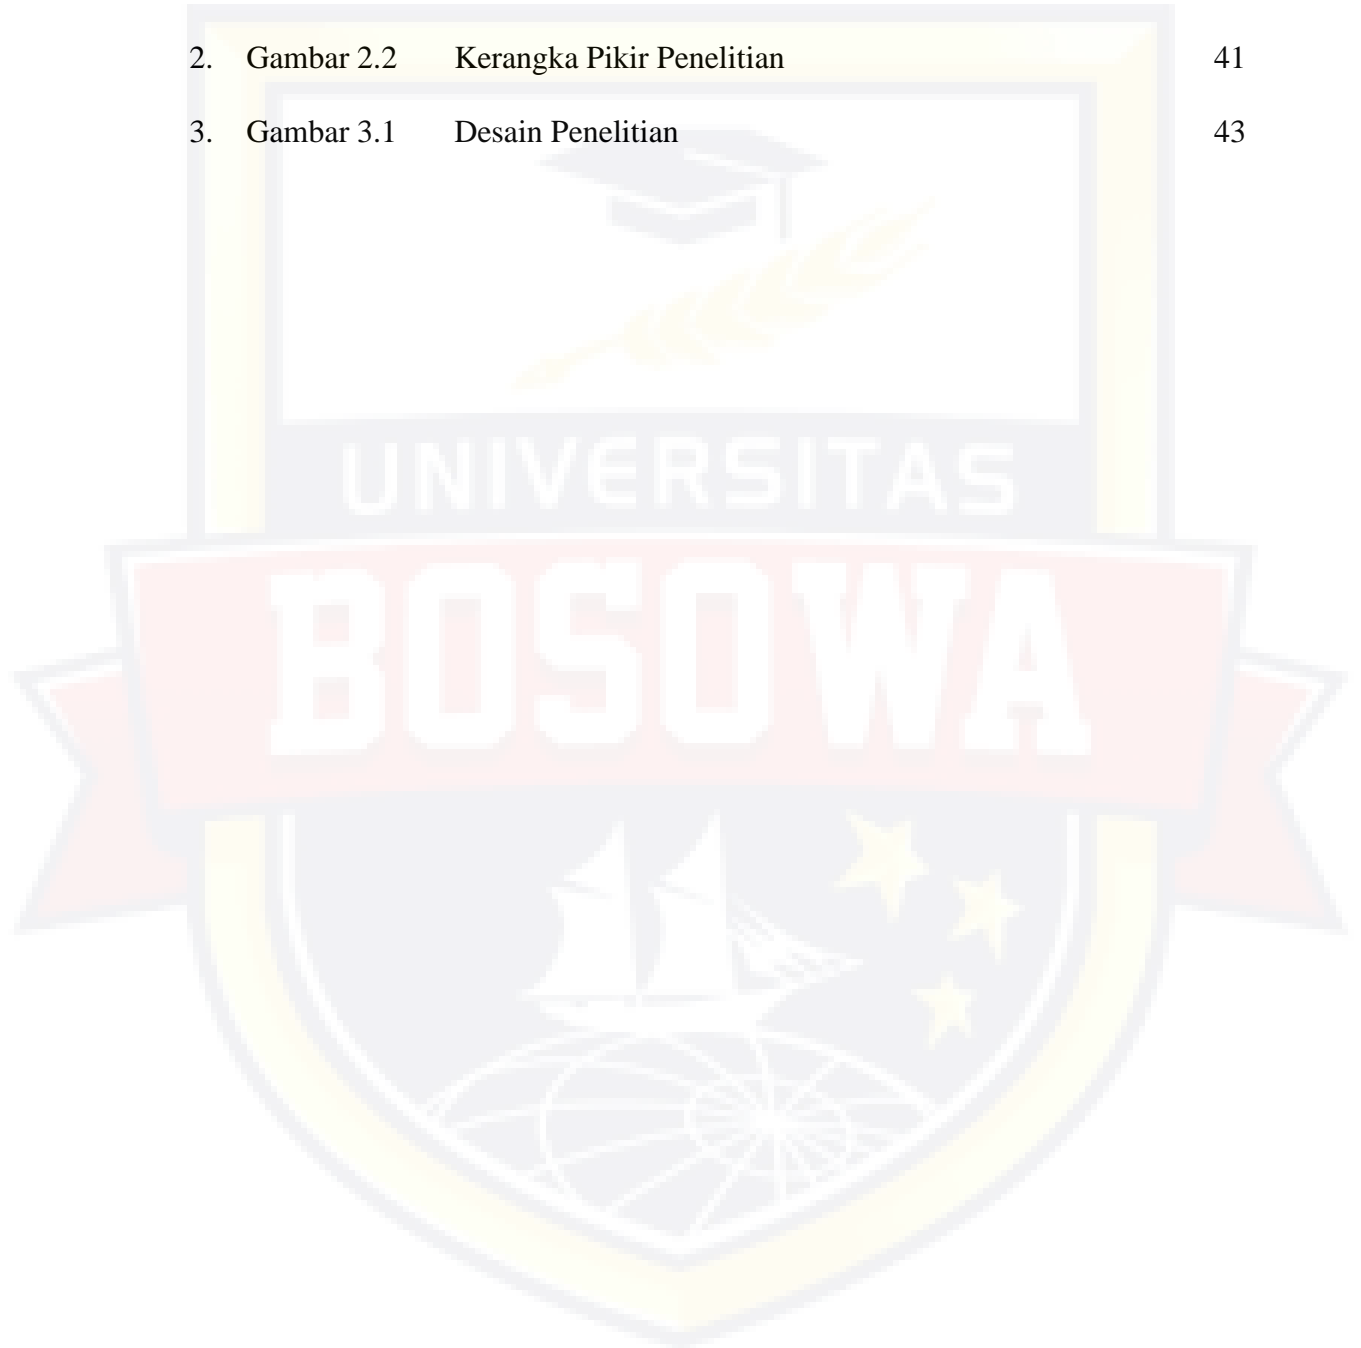 2. Gambar 2.2 Kerangka Pikir Penelitian 41
3. Gambar 3.1 Desain Penelitian 43
UNIVERSITAS
BOSOWA